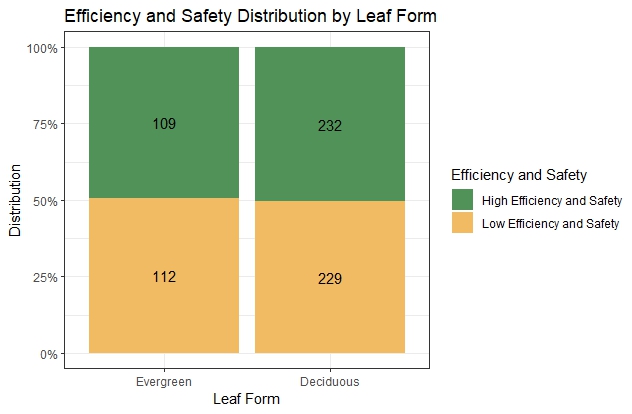 Efficiency and Safety Distribution by Leaf Form
100%
75%
50%
25%
0%
Distribution
109
232
112
229
Evergreen
Deciduous
Leaf Form
Efficiency and Safety
High Efficiency and Safety
Low Efficiency and Safety